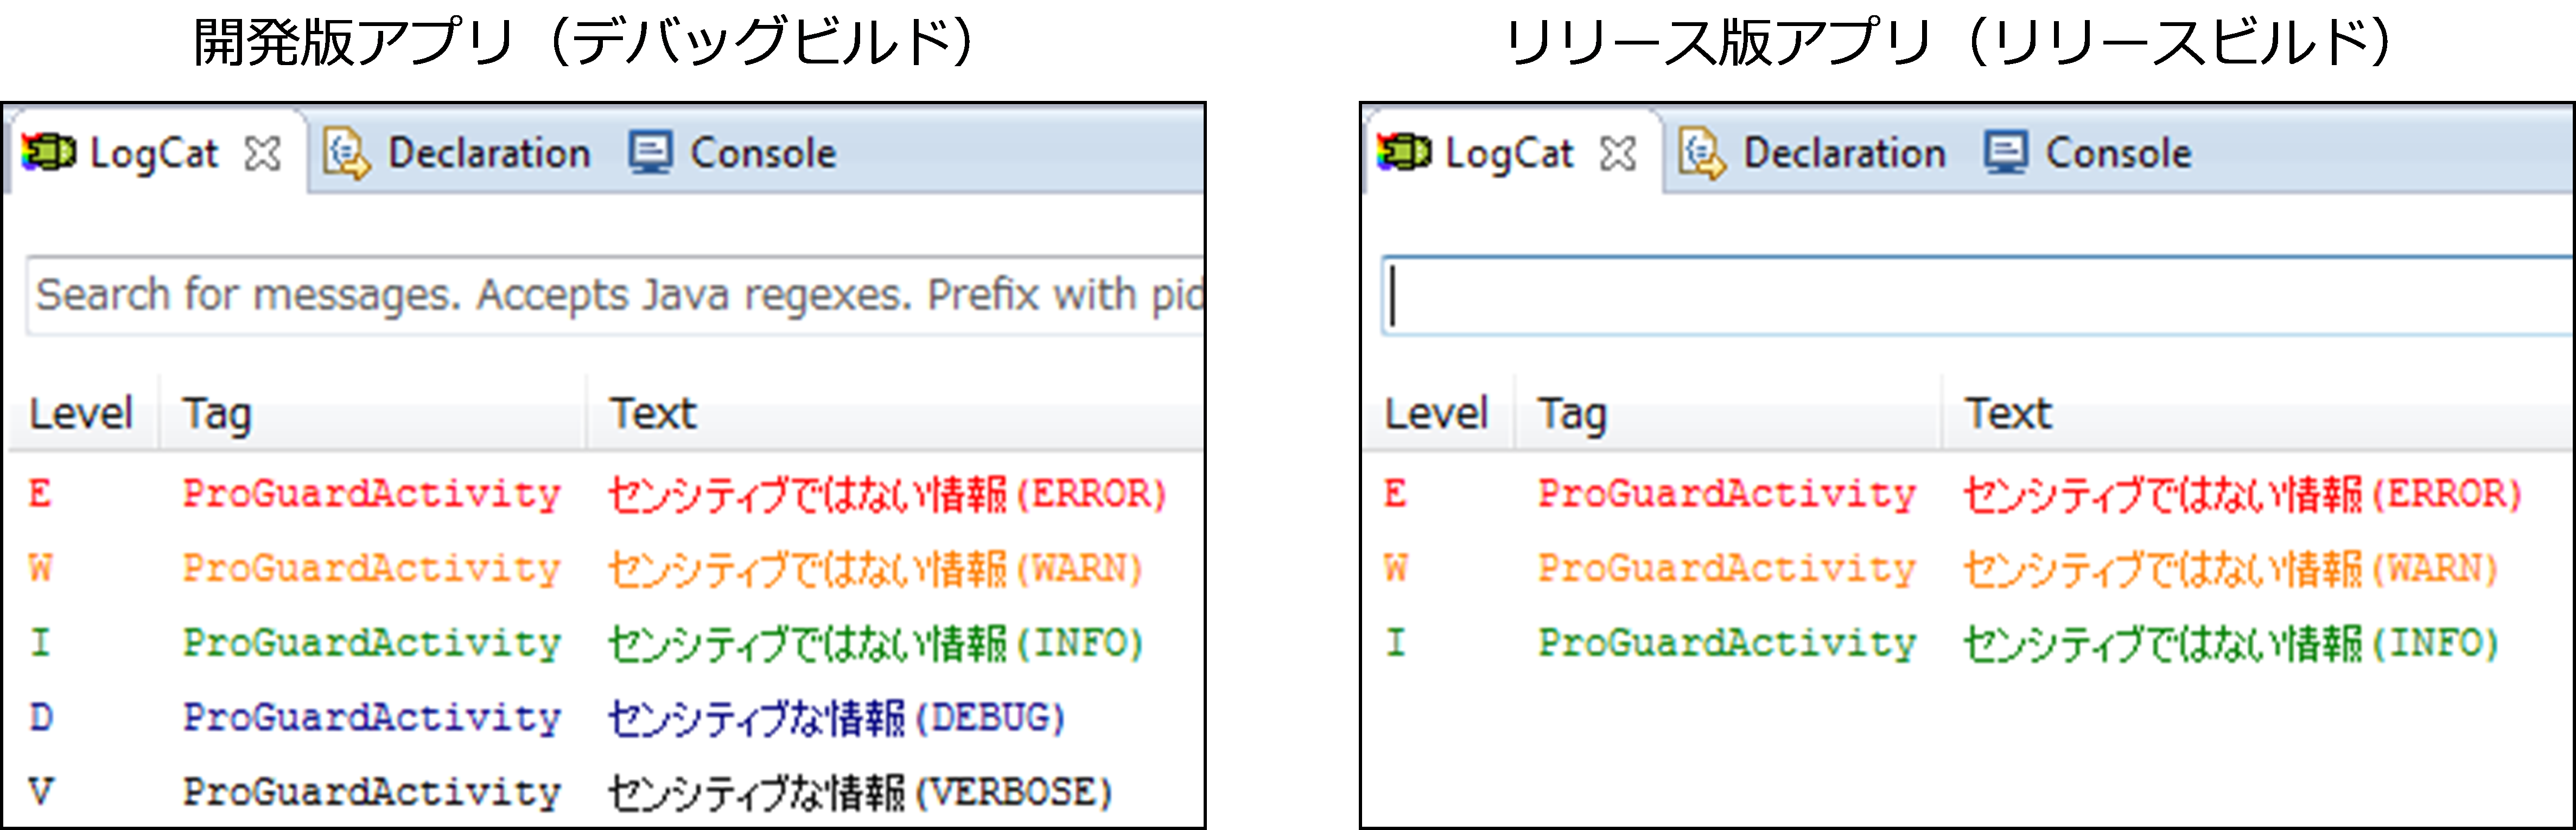 開発版アプリ（デバッグビルド）
LogCat Declaration Console
Search for messages. Accepts Java regexes. Prefix with pid
Level Tag Text
E ProGuardActivity センシティブではない情報(ERROR)
W ProGuardActivity センシティブではない情報(WARN)
I ProGuardActivity センシティブではない情報(INFO)
D ProGuardActivity センシティブな情報(DEBUG)
V ProGuardActivity センシティブな情報(VERBOSE)
リリース版アプリ（リリースビルド）
LogCat Declaration Console
Level Tag Text
E ProGuardActivity センシティブではない情報(ERROR)
W ProGuardActivity センシティブではない情報(WARN)
I ProGuardActivity センシティブではない情報(INFO)